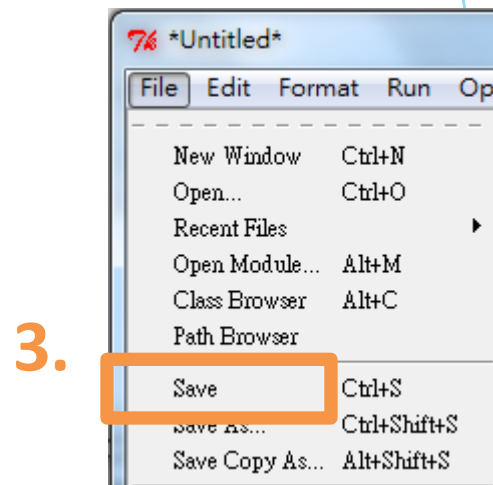 *Untitled*
File Edit Format Run Op
New Window Ctrl+N
Open... Ctrl+O
Recent Files
Open Module... Alt+M
Class Browser Alt+C
Path Browser
3.
Save Ctrl+S
Save As... Ctrl+Shift+S
Save Copy As... Alt+Shift+S